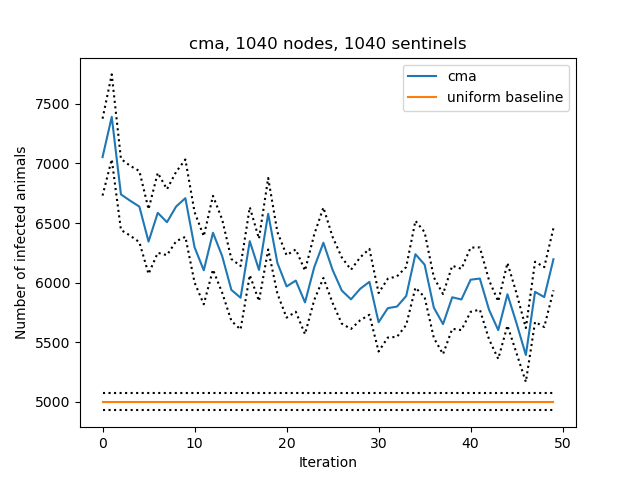 cma, 1040 nodes, 1040 sentinels
cma
uniform baseline
Number of infected animals
7500
7000
6500
6000
5500
5000
0 10 20 30 40 50
Iteration